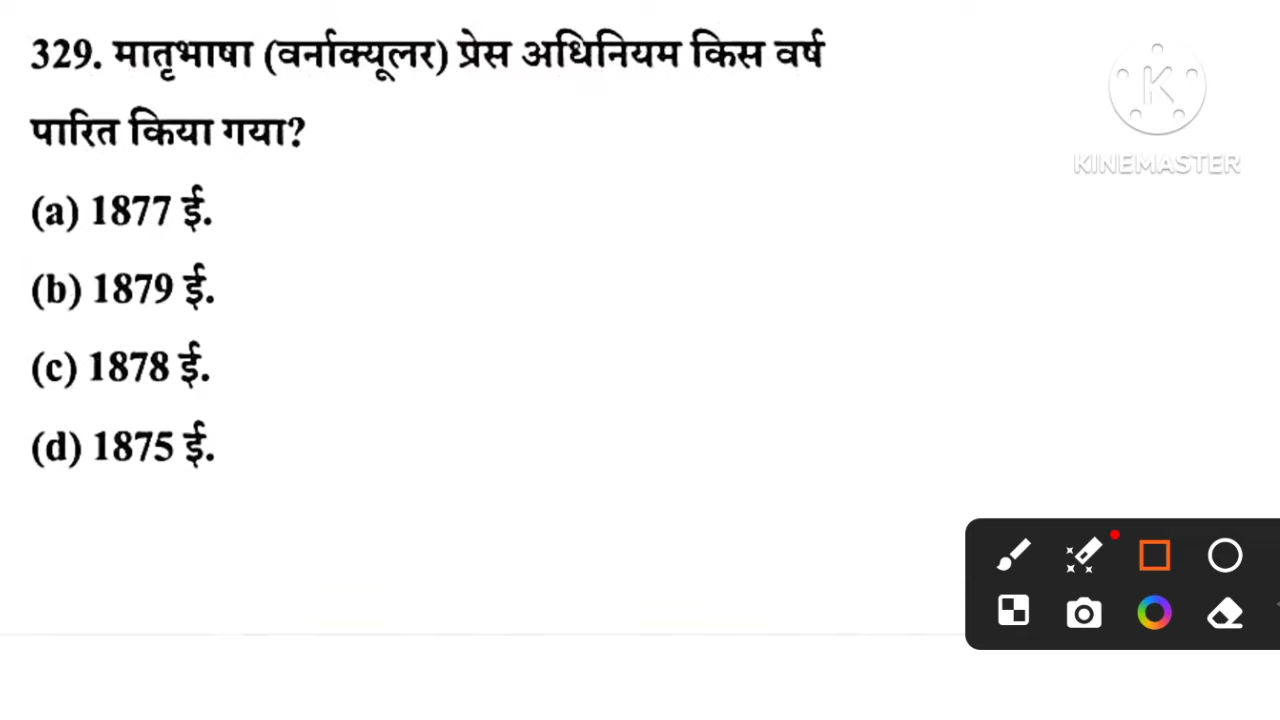 329. मातृभाषा (वर्नाक्यूलर) प्रेस अधिनियम किस वर्ष
पारित किया गया?
(a) 1877 ई.
(b) 1879 ई.
(c) 1878 ई.
(d) 1875 ई.
K
KINEMASTER